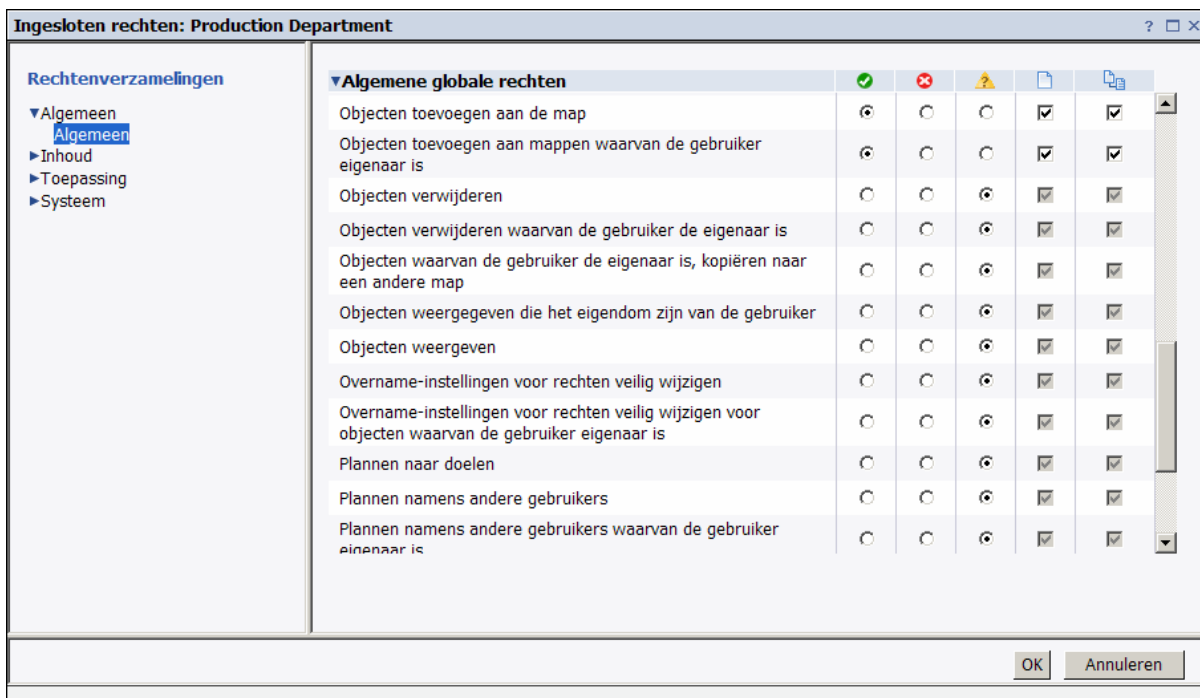 Ingesloten rechten: Production Department
Rechtenverzamelingen
▼Algemeen
Algemeen
►Inhoud
►Toepassing
►Systeem
▼Algemene globale rechten
Objecten toevoegen aan de map
Objecten toevoegen aan mappen waarvan de gebruiker
eigenaar is
Objecten verwijderen
Objecten verwijderen waarvan de gebruiker de eigenaar is
Objecten waarvan de gebruiker de eigenaar is, kopiëren naar
een andere map
Objecten weergegeven die het eigendom zijn van de gebruiker
Objecten weergeven
Overname-instellingen voor rechten veilig wijzigen
Overname-instellingen voor rechten veilig wijzigen voor
objecten waarvan de gebruiker eigenaar is
Plannen naar doelen
Plannen namens andere gebruikers
Plannen namens andere gebruikers waarvan de gebruiker
eigenaar is
OK Annuleren